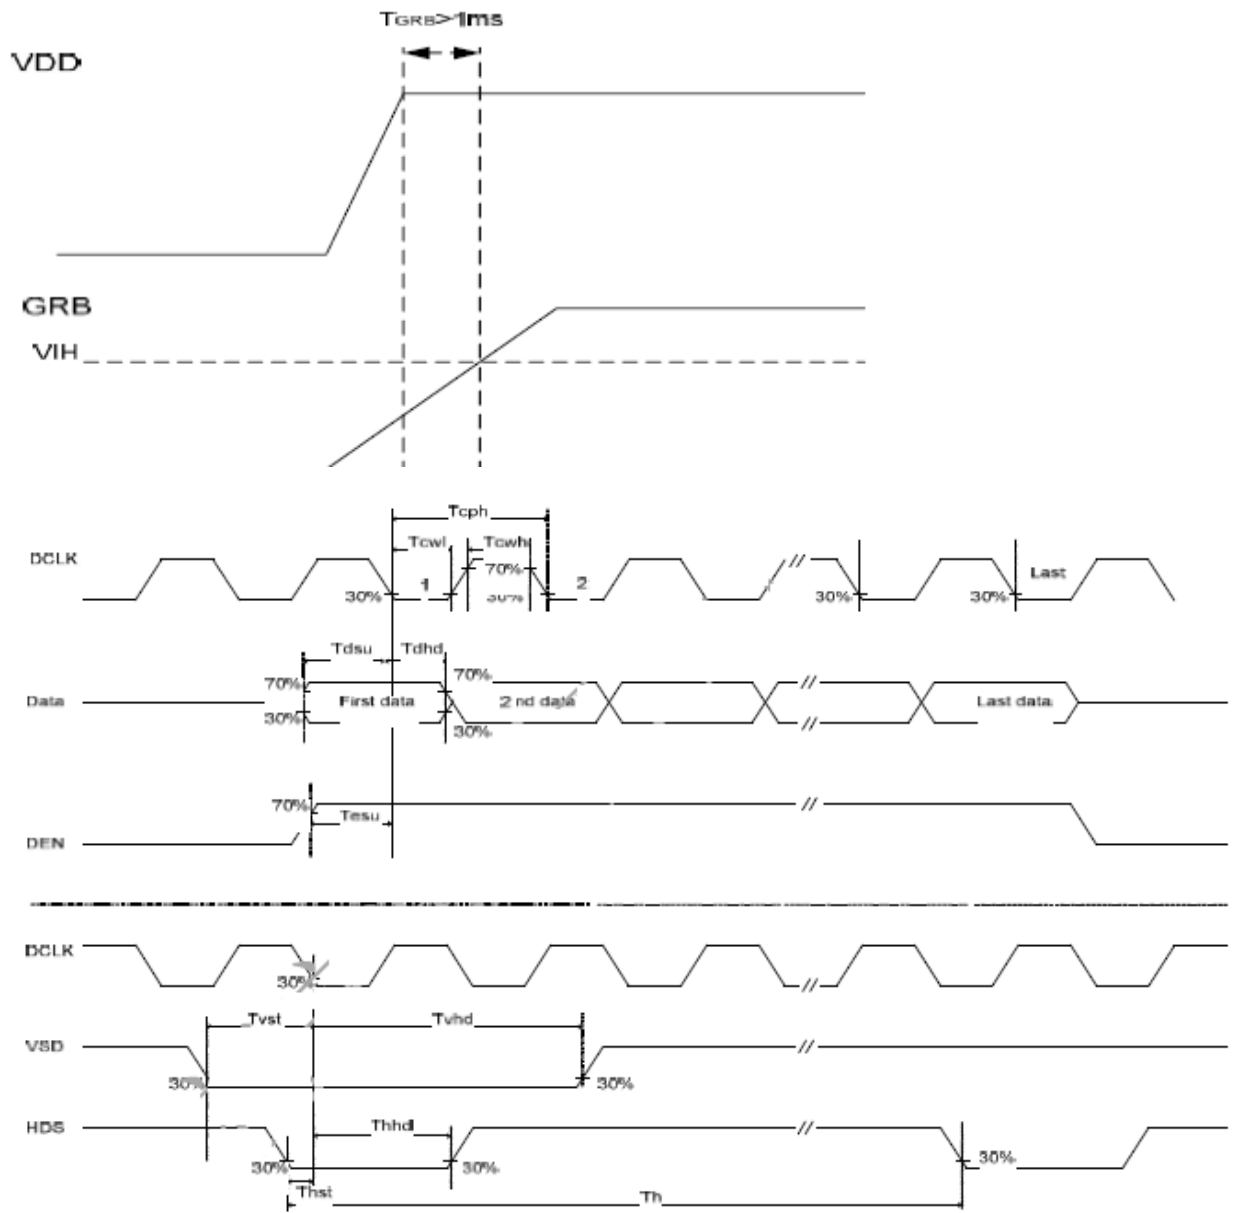 TGRB>1ms
VDD
GRB
VIH
Tcph
DCLK
Tcwl
Tcwh
70%
30%
1
30%
2
30%
30%
Last
Tdsu
Tdhd
70%
70%
Data
First data
2 nd data
Last data
30%
30%
70%
Tesu
DEN
DCLK
30%
Tvst
Tvhd
VSD
30%
30%
HDS
Thhd
30%
30%
30%
Thst
Th